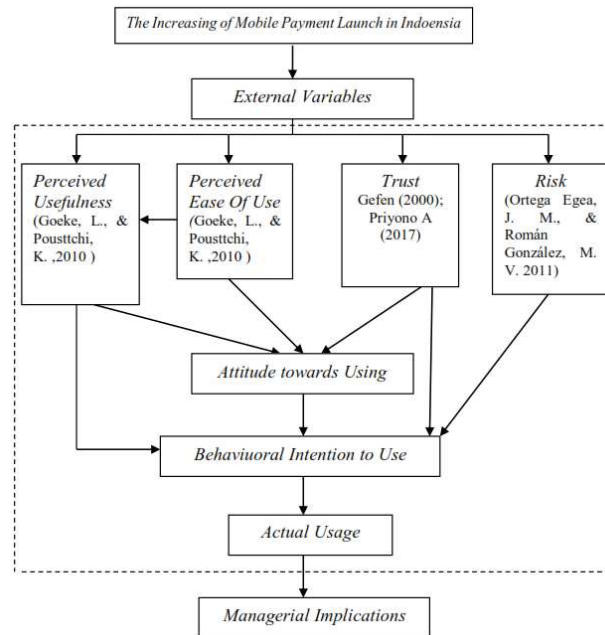 The Increasing of Mobile Payment Launch in Indoensia
External Variables
Perceived
Usefulness
(Goeke, L., &
Pousttchi,
K. ,2010 )
Perceived
Ease Of Use
(Goeke, L., &
Pousttchi,
K. ,2010 )
Trust
Gefen (2000);
Priyono A
(2017)
Risk
(Ortega Egea,
J. M., &
Román
González, M.
V. 2011)
Attitude towards Using
Behaviuoral Intention to Use
Actual Usage
Managerial Implications